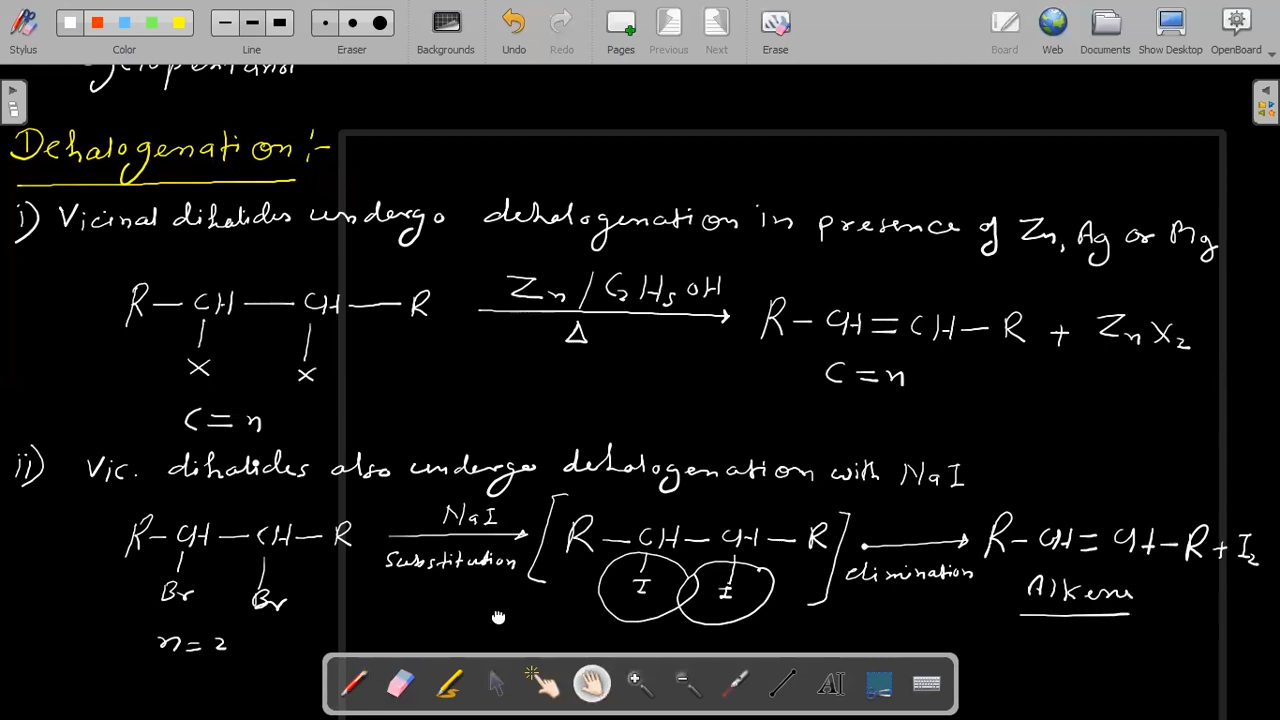 Stylus
Color
Line
Eraser
Backgrounds
Undo
Redo
Pages
Previous
Next
Erase
Board
Web
Documents
Show Desktop
OpenBoard
Dehalogenation :-
i) Vicinal dihalides undergo dehalogenation in presence of Zn, Ag or Mg
R — CH — CH — R Zn / C2H5OH R – CH = CH – R + ZnX2
Δ
X X C = n
C = n
ii) Vic. dihalides also undergo dehalogenation with NaI
R – CH – CH – R NaI [ R – CH – CH – R ] R – CH = CH – R + I2
substitution elimination
Br Br I I Alkene
n = 2
AI